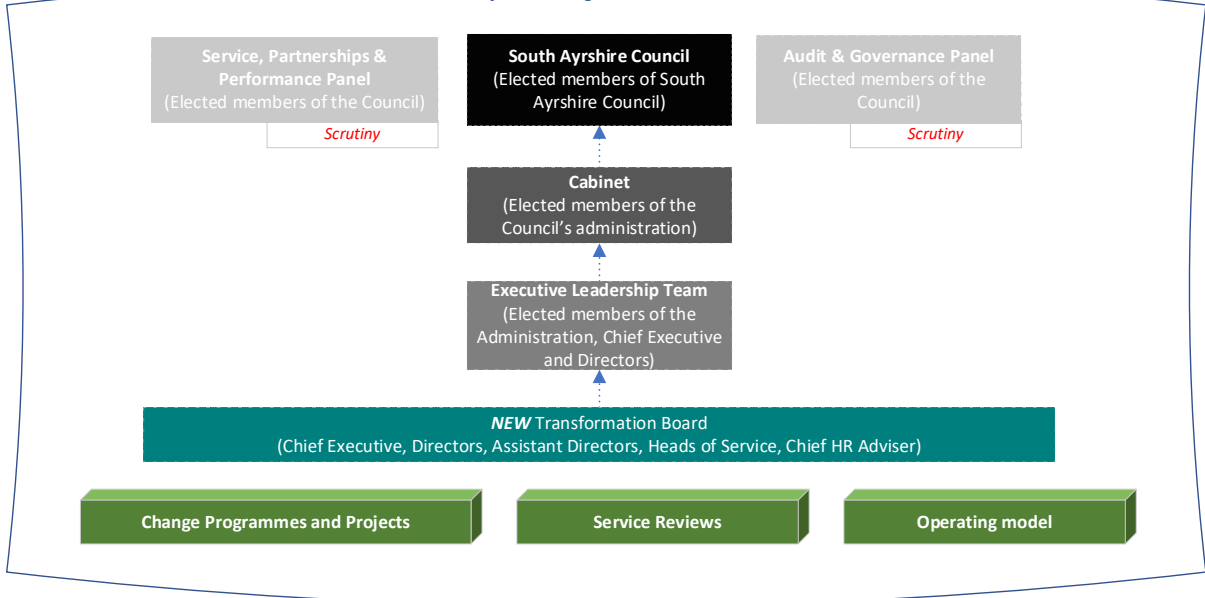 Service, Partnerships &
Performance Panel
(Elected members of the Council)
Scrutiny
South Ayrshire Council
(Elected members of South
Ayrshire Council)
Audit & Governance Panel
(Elected members of the
Council)
Scrutiny
Cabinet
(Elected members of the
Council’s administration)
Executive Leadership Team
(Elected members of the
Administration, Chief Executive
and Directors)
NEW Transformation Board
(Chief Executive, Directors, Assistant Directors, Heads of Service, Chief HR Adviser)
Change Programmes and Projects
Service Reviews
Operating model